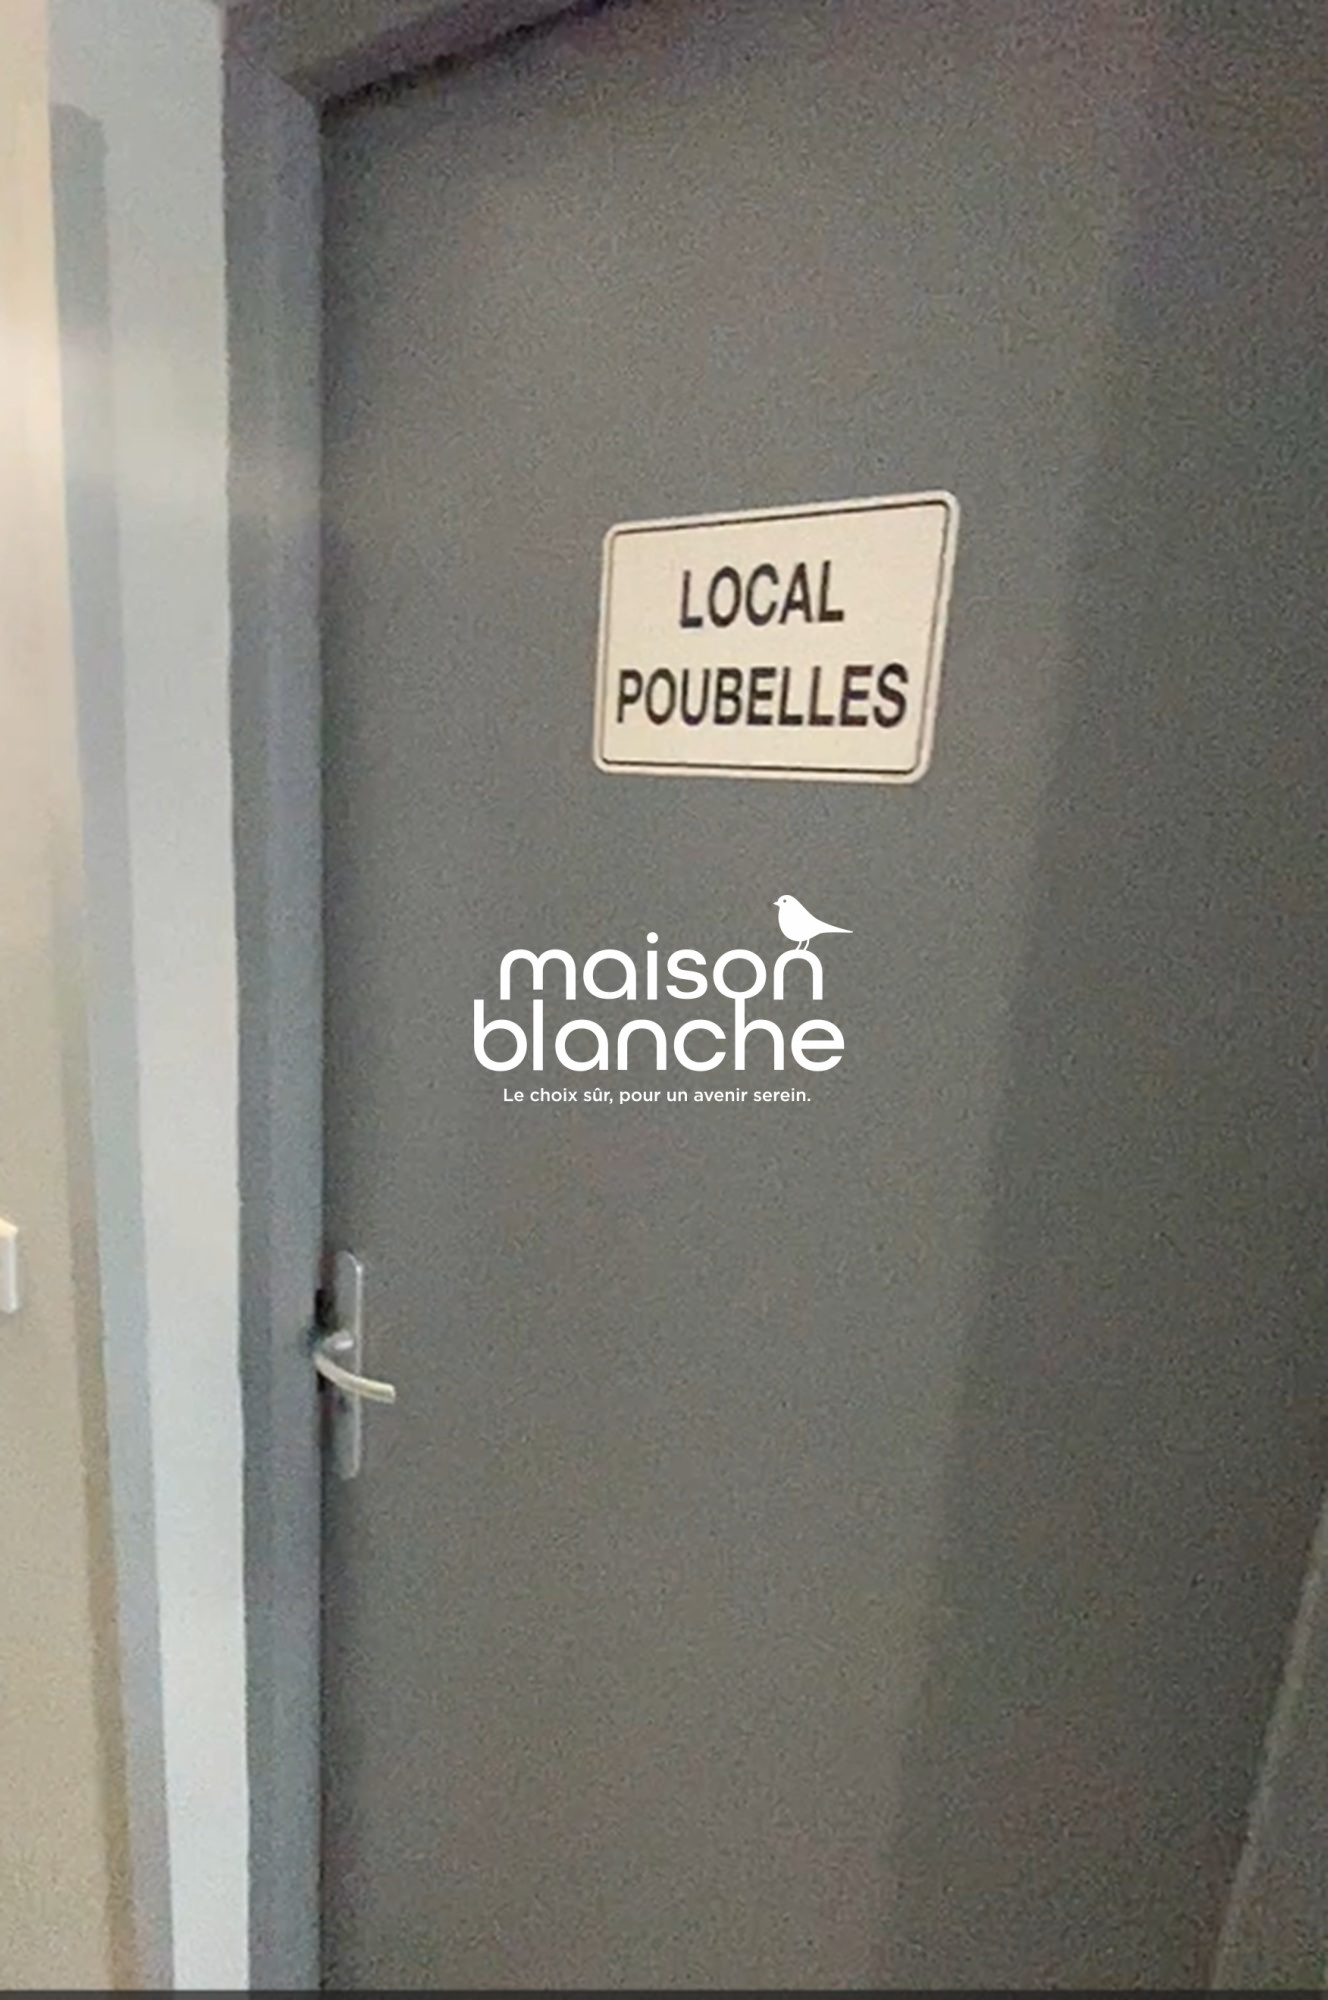 LOCAL
POUBELLES
maison
blanche
Le choix sûr, pour un avenir serein.